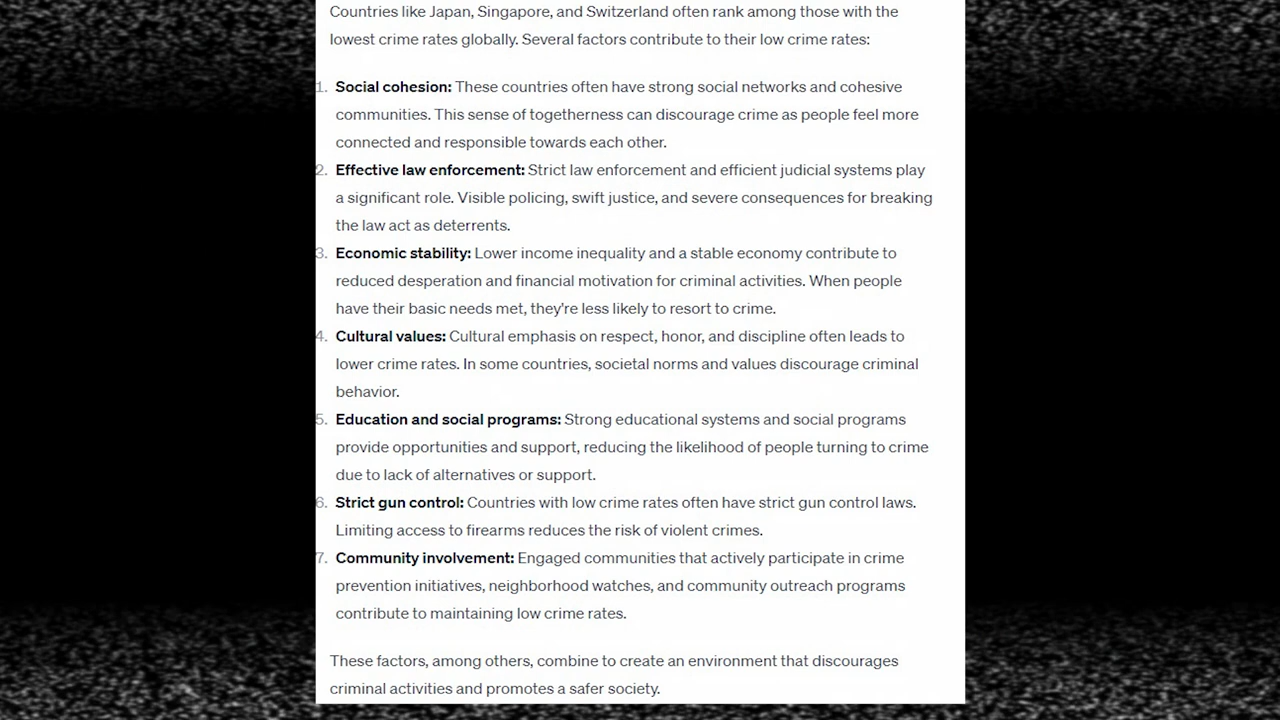 Countries like Japan, Singapore, and Switzerland often rank among those with the
lowest crime rates globally. Several factors contribute to their low crime rates:
1. Social cohesion: These countries often have strong social networks and cohesive
communities. This sense of togetherness can discourage crime as people feel more
connected and responsible towards each other.
2. Effective law enforcement: Strict law enforcement and efficient judicial systems play
a significant role. Visible policing, swift justice, and severe consequences for breaking
the law act as deterrents.
3. Economic stability: Lower income inequality and a stable economy contribute to
reduced desperation and financial motivation for criminal activities. When people
have their basic needs met, they're less likely to resort to crime.
4. Cultural values: Cultural emphasis on respect, honor, and discipline often leads to
lower crime rates. In some countries, societal norms and values discourage criminal
behavior.
5. Education and social programs: Strong educational systems and social programs
provide opportunities and support, reducing the likelihood of people turning to crime
due to lack of alternatives or support.
6. Strict gun control: Countries with low crime rates often have strict gun control laws.
Limiting access to firearms reduces the risk of violent crimes.
7. Community involvement: Engaged communities that actively participate in crime
prevention initiatives, neighborhood watches, and community outreach programs
contribute to maintaining low crime rates.
These factors, among others, combine to create an environment that discourages
criminal activities and promotes a safer society.